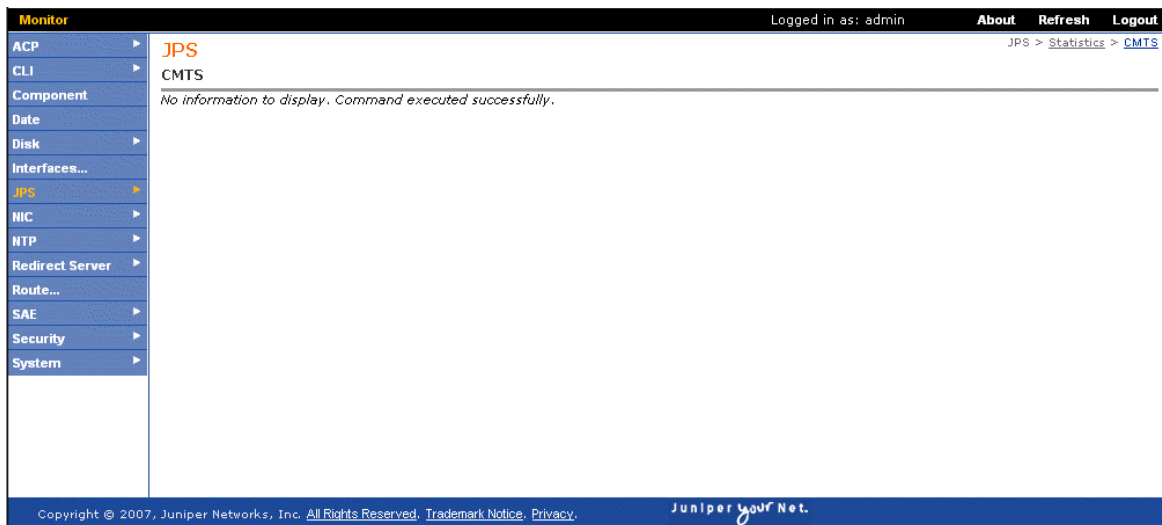 Monitor
Logged in as: admin About Refresh Logout
ACP
CLI
Component
Date
Disk
Interfaces...
JPS
NIC
NTP
Redirect Server
Route...
SAE
Security
System
JPS > Statistics > CMTS
JPS
CMTS
No information to display. Command executed successfully.
Copyright © 2007, Juniper Networks, Inc. All Rights Reserved. Trademark Notice. Privacy.
Juniper your Net.